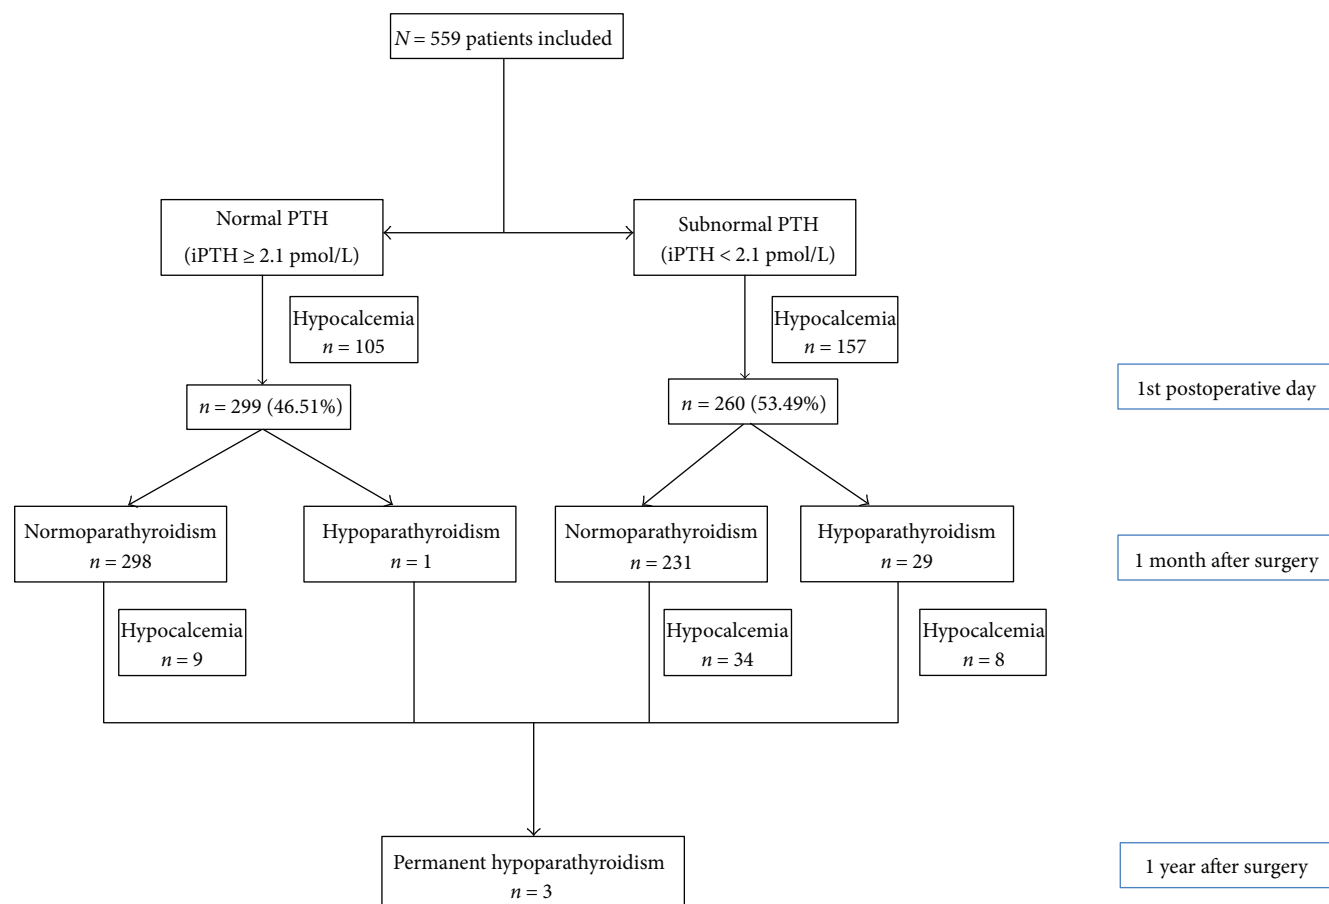 N = 559 patients included
Normal PTH
(iPTH ≥ 2.1 pmol/L)
Subnormal PTH
(iPTH < 2.1 pmol/L)
Hypocalcemia
n = 105
Hypocalcemia
n = 157
n = 299 (46.51%)
n = 260 (53.49%)
1st postoperative day
Normoparathyroidism
n = 298
Hypoparathyroidism
n = 1
Normoparathyroidism
n = 231
Hypoparathyroidism
n = 29
1 month after surgery
Hypocalcemia
n = 9
Hypocalcemia
n = 34
Hypocalcemia
n = 8
Permanent hypoparathyroidism
n = 3
1 year after surgery